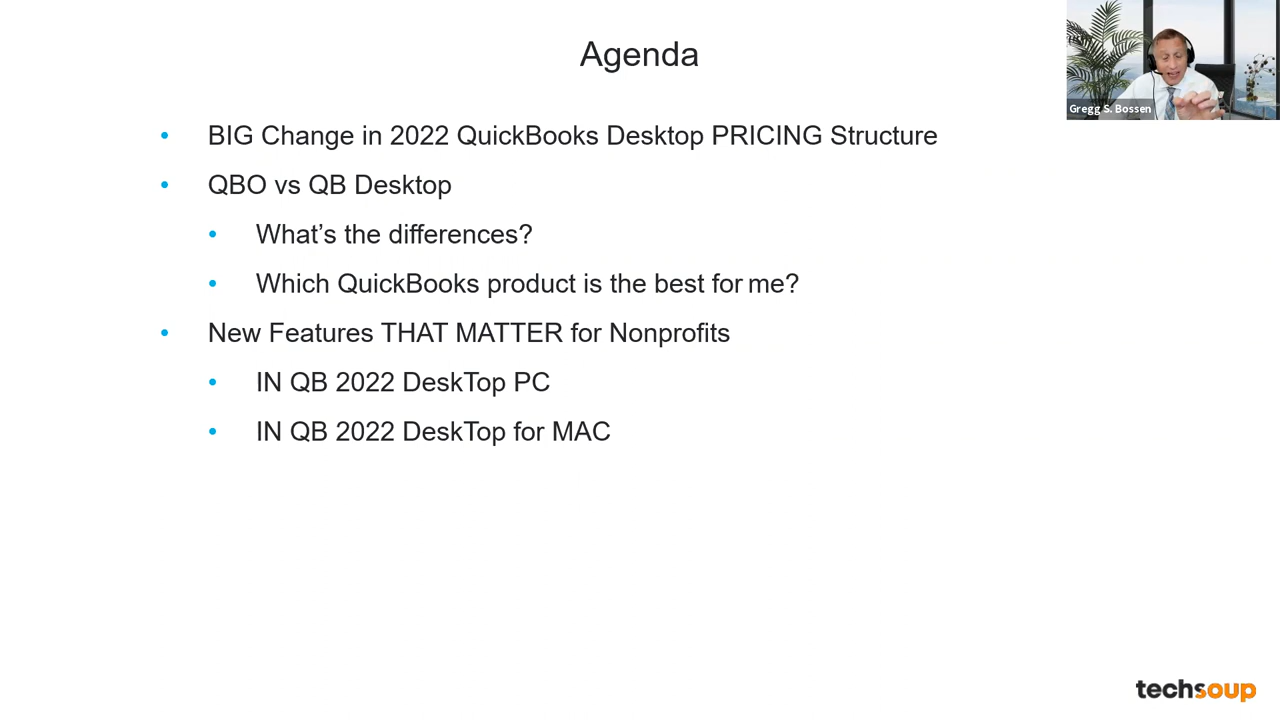 Agenda
Gregg S. Bossen
• BIG Change in 2022 QuickBooks Desktop PRICING Structure
• QBO vs QB Desktop
• What’s the differences?
• Which QuickBooks product is the best for me?
• New Features THAT MATTER for Nonprofits
• IN QB 2022 DeskTop PC
• IN QB 2022 DeskTop for MAC
techsoup